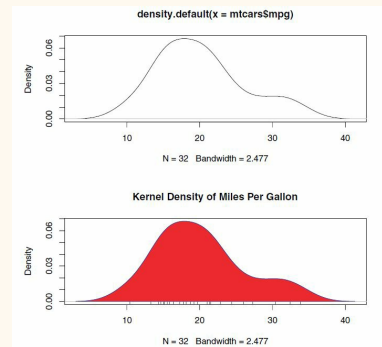 density.default(x = mtcars$mpg)
Density
0.00 0.03 0.06
10 20 30 40
N = 32 Bandwidth = 2.477
Kernel Density of Miles Per Gallon
Density
0.00 0.03 0.06
10 20 30 40
N = 32 Bandwidth = 2.477